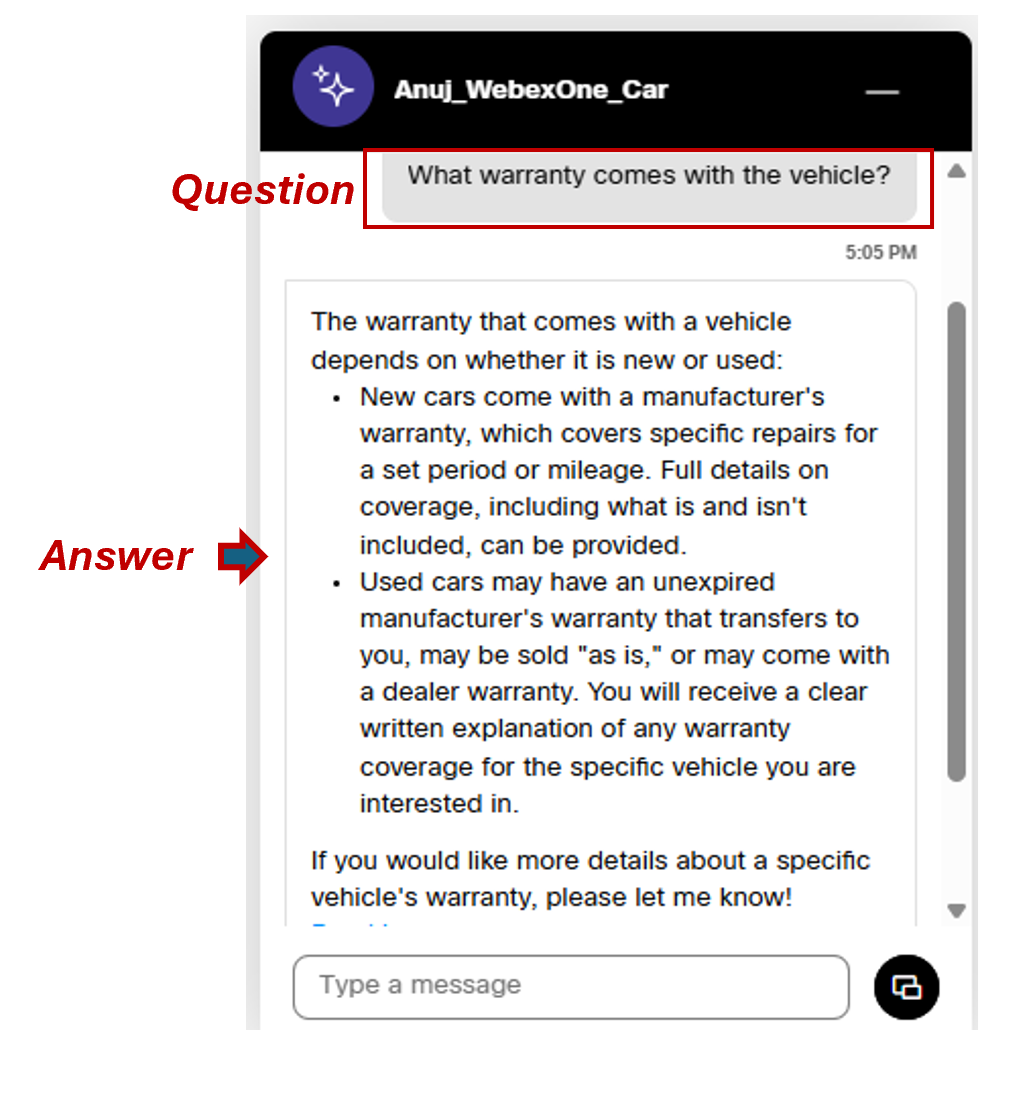 Anuj_WebexOne_Car
Question
What warranty comes with the vehicle?
5:05 PM
The warranty that comes with a vehicle
depends on whether it is new or used:
• New cars come with a manufacturer's
warranty, which covers specific repairs for
a set period or mileage. Full details on
coverage, including what is and isn't
included, can be provided.
Answer
• Used cars may have an unexpired
manufacturer's warranty that transfers to
you, may be sold "as is," or may come with
a dealer warranty. You will receive a clear
written explanation of any warranty
coverage for the specific vehicle you are
interested in.
If you would like more details about a specific
vehicle's warranty, please let me know!
Type a message